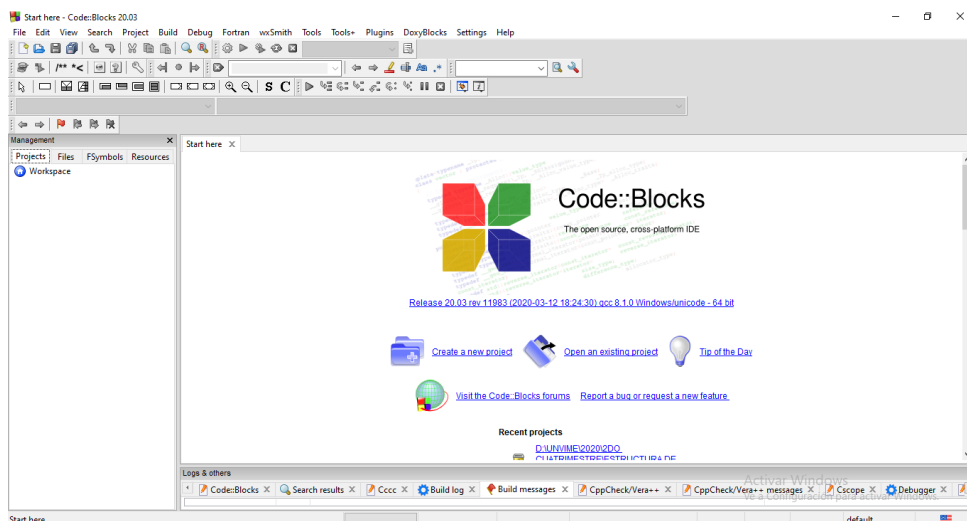 Start here - Code::Blocks 20.03
File Edit View Search Project Build Debug Fortran wxSmith Tools Tools+ Plugins DoxyBlocks Settings Help
/** *<
S C
Management
Projects Files FSymbols Resources
Workspace
Start here
Code::Blocks
The open source, cross-platform IDE
Release 20.03 rev 11983 (2020-03-12 18:24:30) gcc 8.1.0 Windows/unicode - 64 bit
Create a new project Open an existing project Tip of the Day
Visit the Code::Blocks forums Report a bug or request a new feature
Recent projects
D:\UNVIME\2020\2DO
CUATRIMESTRE\ESTRUCTURA DE
Logs & others
Code::Blocks Search results Cccc Build log Build messages CppCheck/Vera++ CppCheck/Vera++ messages Cscope Debugger
Activar Windows
Ve a Configuración para activar Windows.
Start here default